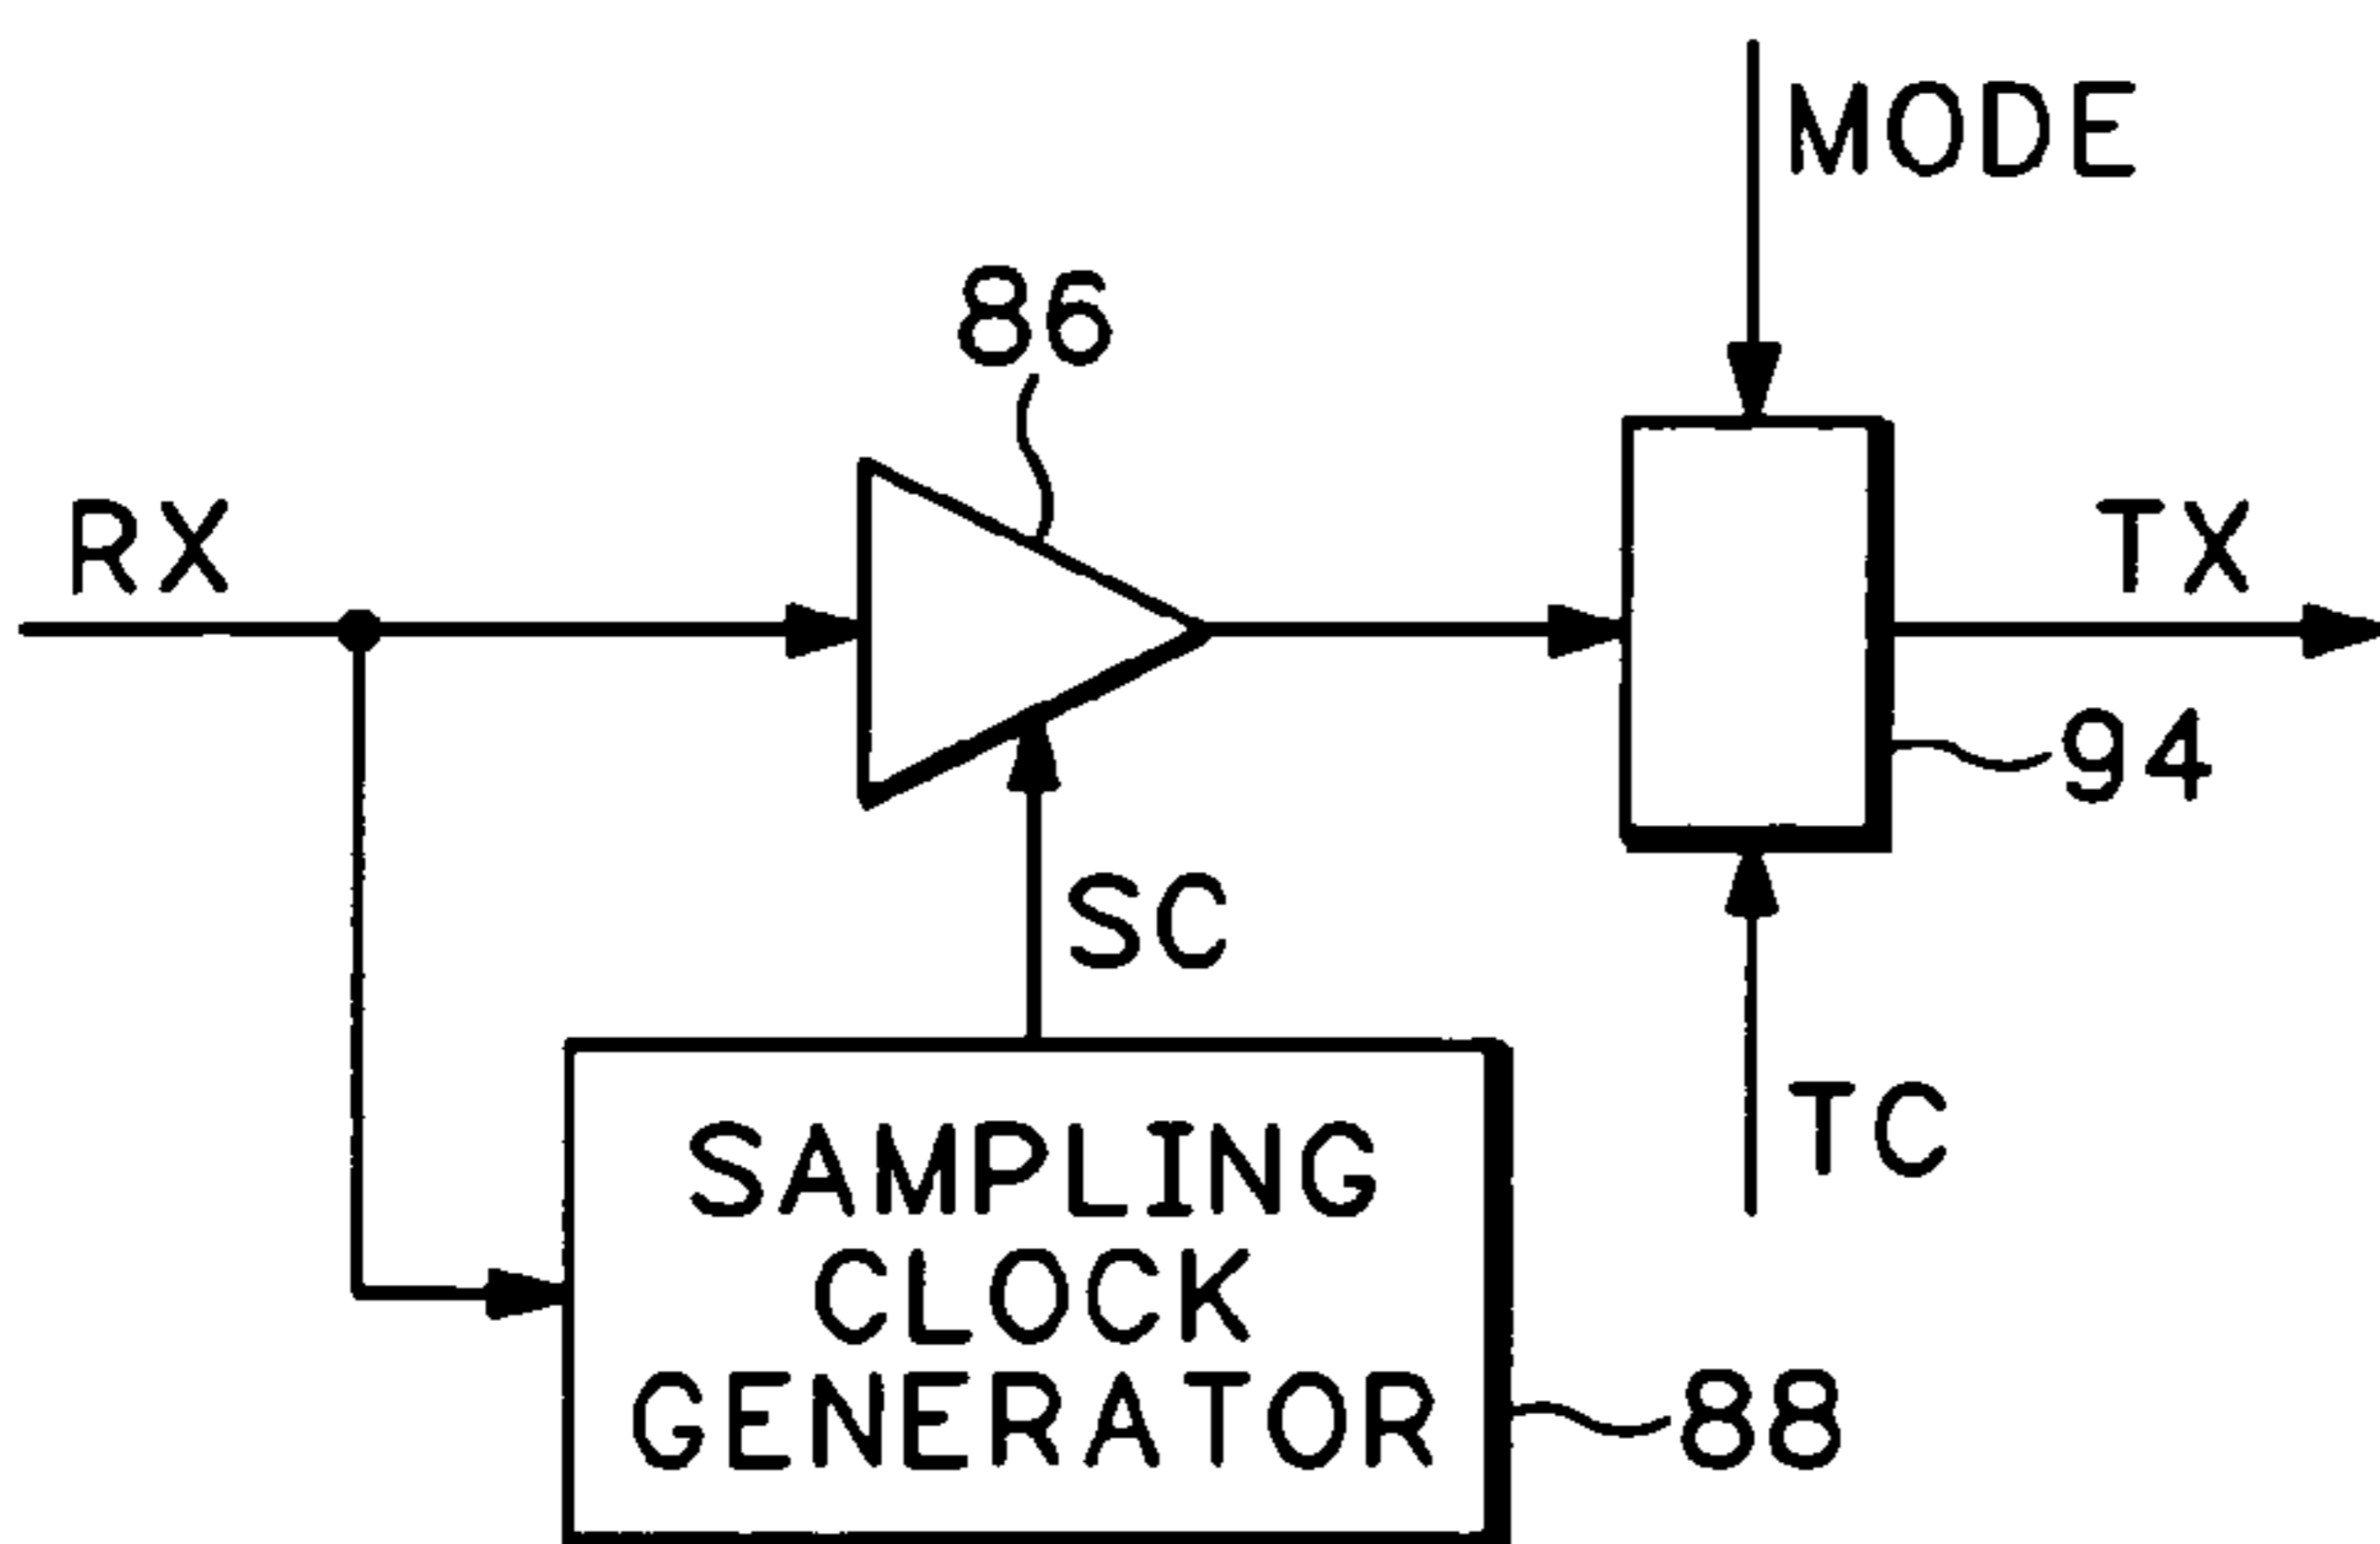 MODE
86
RX
TX
94
SC
TC
SAMPLING
CLOCK
GENERATOR
88